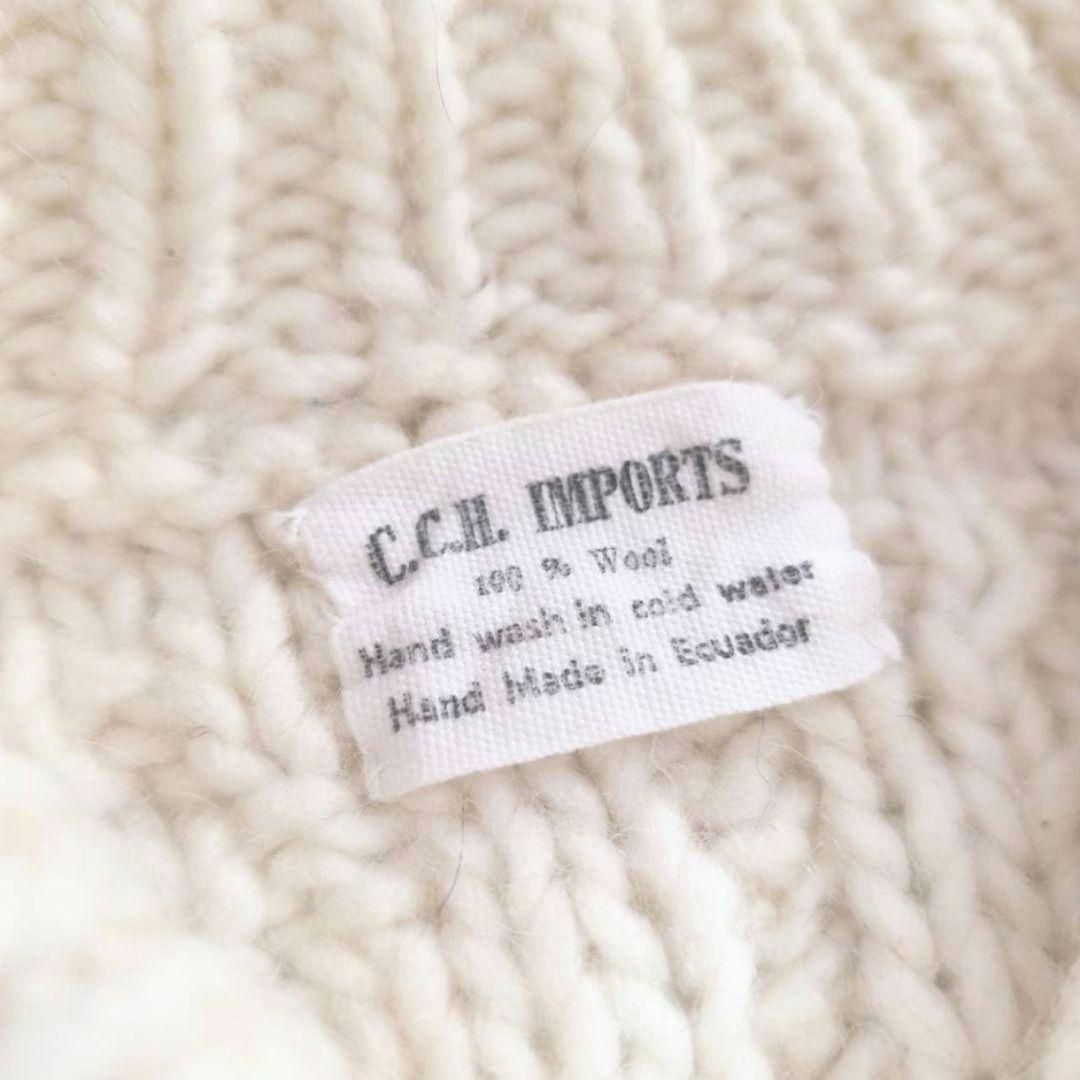 C.C.H. IMPORTS
100 % Wool
Hand wash in cold water
Hand Made in Ecuador